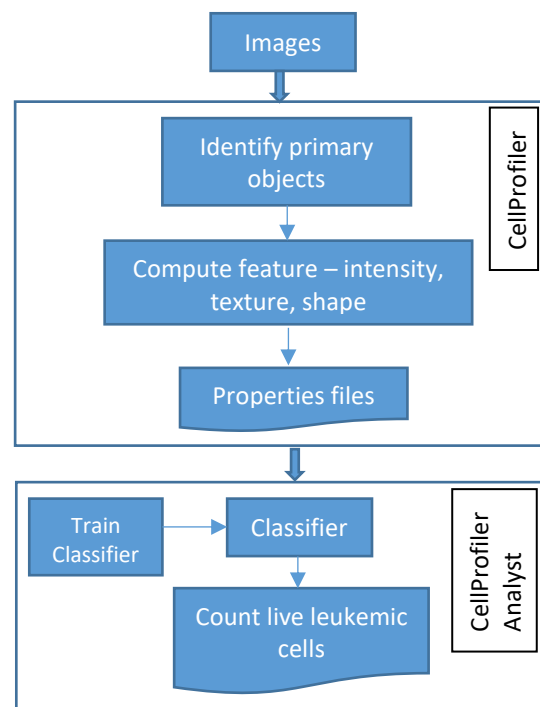 Images
Identify primary
objects
CellProfiler
Compute feature – intensity,
texture, shape
Properties files
Train
Classifier
Classifier
Count live leukemic
cells
CellProfiler
Analyst